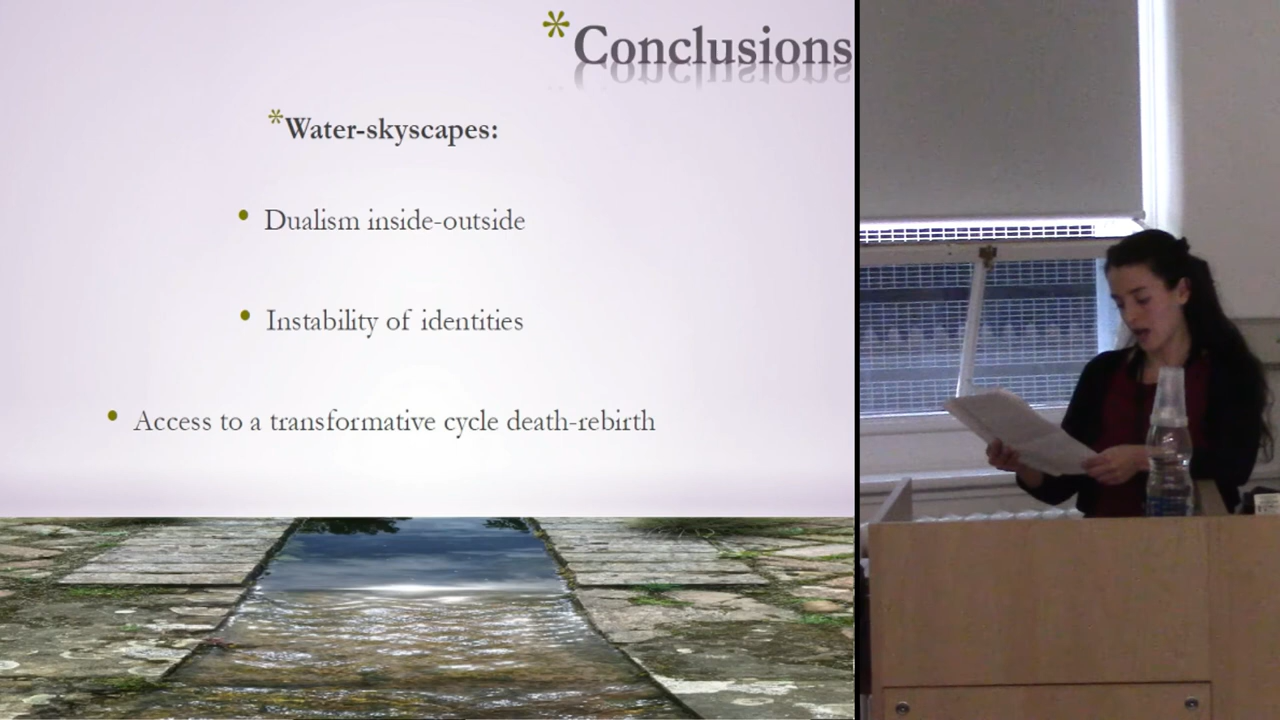 *Conclusions
*Water-skyscapes:
• Dualism inside-outside
• Instability of identities
• Access to a transformative cycle death-rebirth